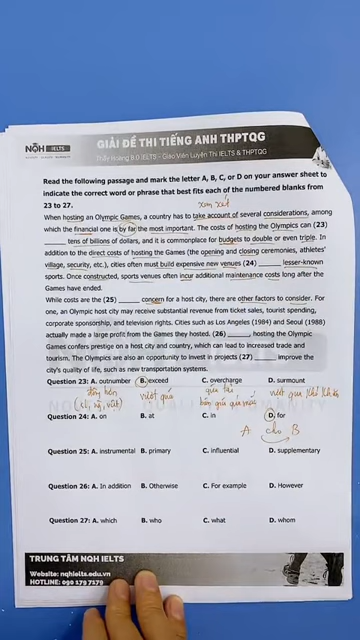 NQH IELTS
GIẢI ĐỀ THI TIẾNG ANH THPTQG
Thầy Hoàng 8.0 IELTS - Giáo Viên Luyện Thi IELTS & THPTQG
Read the following passage and mark the letter A, B, C, or D on your answer sheet to
indicate the correct word or phrase that best fits each of the numbered blanks from
23 to 27.
xem xét
When hosting an Olympic Games, a country has to take account of several considerations, among
which the financial one is by far the most important. The costs of hosting the Olympics can (23)
_____ tens of billions of dollars, and it is commonplace for budgets to double or even triple. In
addition to the direct costs of hosting the Games (the opening and closing ceremonies, athletes'
village, security, etc.), cities often must build expensive new venues (24) _____ lesser-known
sports. Once constructed, sports venues often incur additional maintenance costs long after the
Games have ended.
While costs are the (25) _____ concern for a host city, there are other factors to consider. For
one, an Olympic host city may receive substantial revenue from ticket sales, tourist spending,
corporate sponsorship, and television rights. Cities such as Los Angeles (1984) and Seoul (1988)
actually made a large profit from the Games they hosted. (26) _____ hosting the Olympic
Games confers prestige on a host city and country, which can lead to increased trade and
tourism. The Olympics are also an opportunity to invest in projects (27) _____ improve the
city's quality of life, such as new transportation systems.
Question 23: A. outnumber B. exceed C. overcharge D. surmount
vượt quá
Question 24: A. on B. at C. in D. for
A cho B
Question 25: A. instrumental B. primary C. influential D. supplementary
Question 26: A. In addition B. Otherwise C. For example D. However
Question 27: A. which B. who C. what D. whom
TRUNG TÂM NQH IELTS
Website: nqhielts.edu.vn
HOTLINE: 090 179 7179